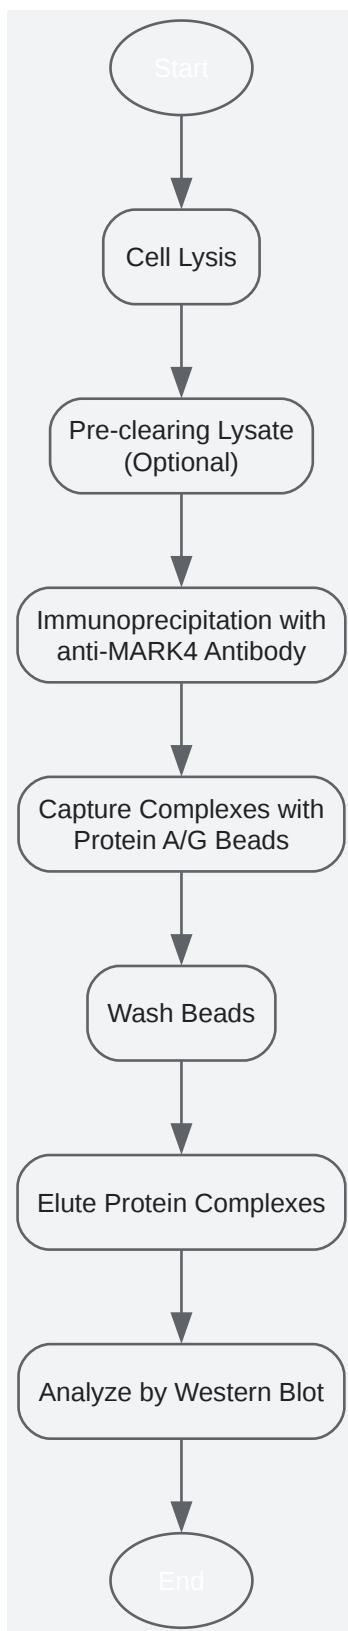 Start
Cell Lysis
Pre-clearing Lysate
(Optional)
Immunoprecipitation with
anti-MARK4 Antibody
Capture Complexes with
Protein A/G Beads
Wash Beads
Elute Protein Complexes
Analyze by Western Blot
End